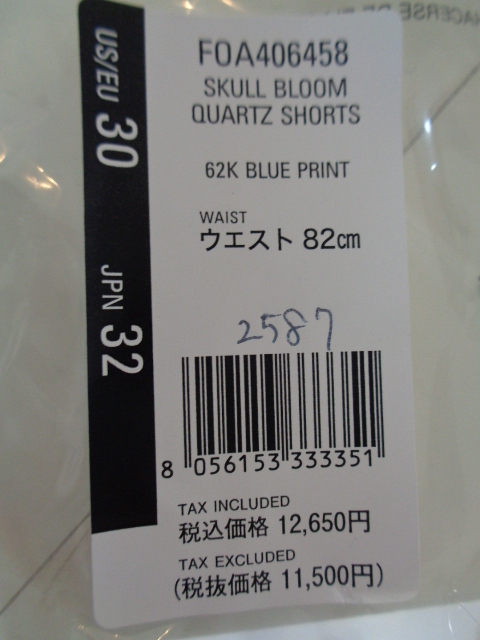 US/EU 30
JPN 32
FOA406458
SKULL BLOOM
QUARTZ SHORTS
62K BLUE PRINT
WAIST
ウエスト 82cm
2587
8 056153 333351
TAX INCLUDED
税込価格 12,650円
TAX EXCLUDED
(税抜価格 11,500円)